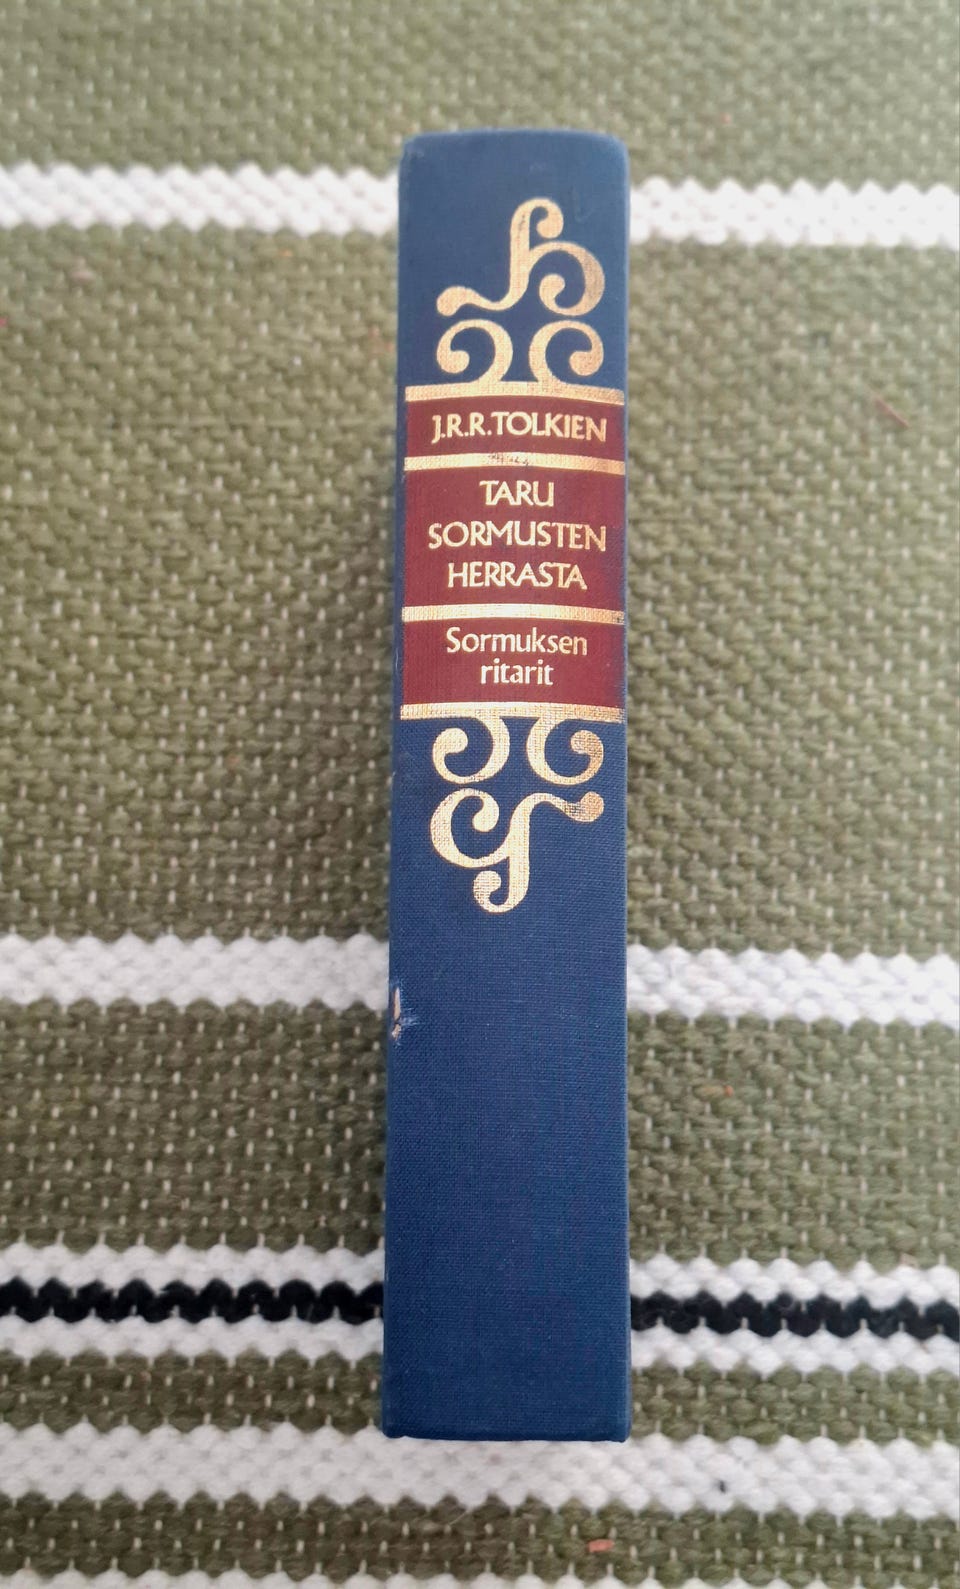 J.R.R.TOLKIEN
TARU
SORMUSTEN
HERRASTA
Sormuksen
ritarit